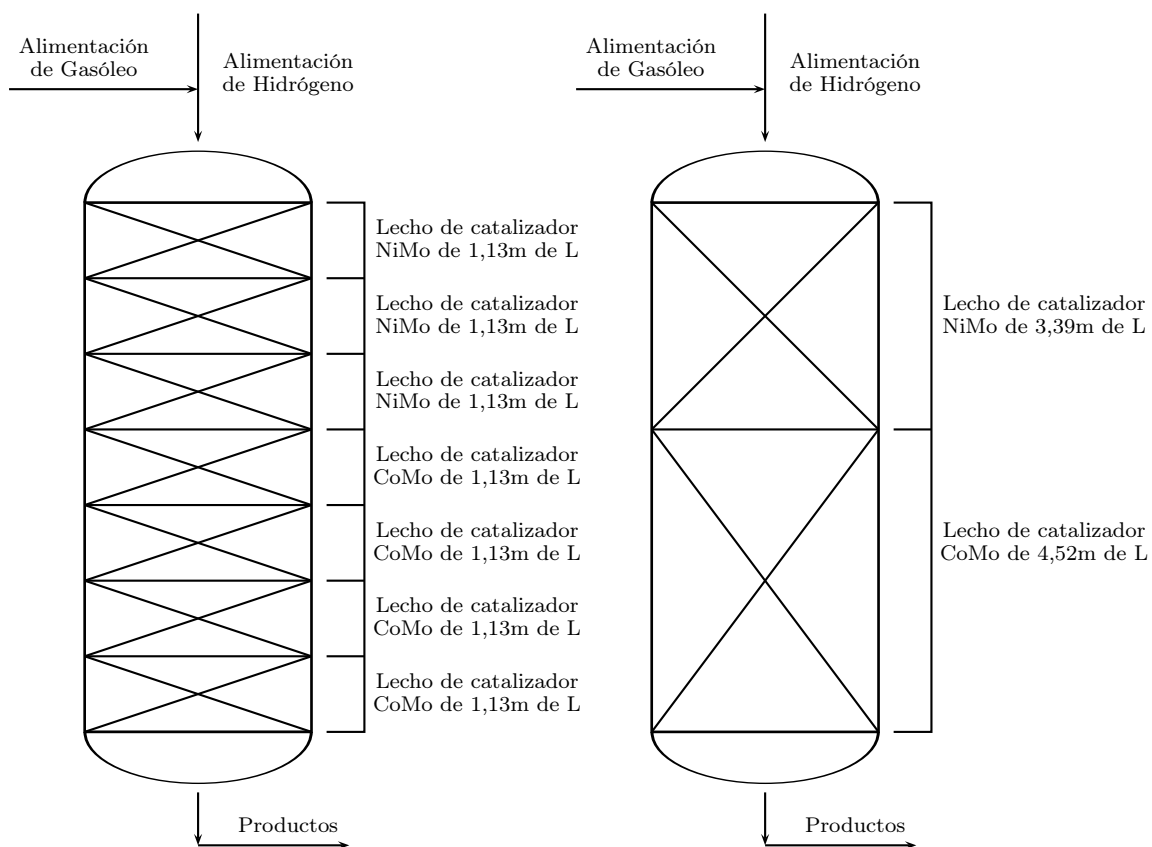 Alimentación
de Gasóleo
Alimentación
de Hidrógeno
Lecho de catalizador
NiMo de 1,13m de L
Lecho de catalizador
NiMo de 1,13m de L
Lecho de catalizador
NiMo de 1,13m de L
Lecho de catalizador
CoMo de 1,13m de L
Lecho de catalizador
CoMo de 1,13m de L
Lecho de catalizador
CoMo de 1,13m de L
Lecho de catalizador
CoMo de 1,13m de L
Productos
Alimentación
de Gasóleo
Alimentación
de Hidrógeno
Lecho de catalizador
NiMo de 3,39m de L
Lecho de catalizador
CoMo de 4,52m de L
Productos